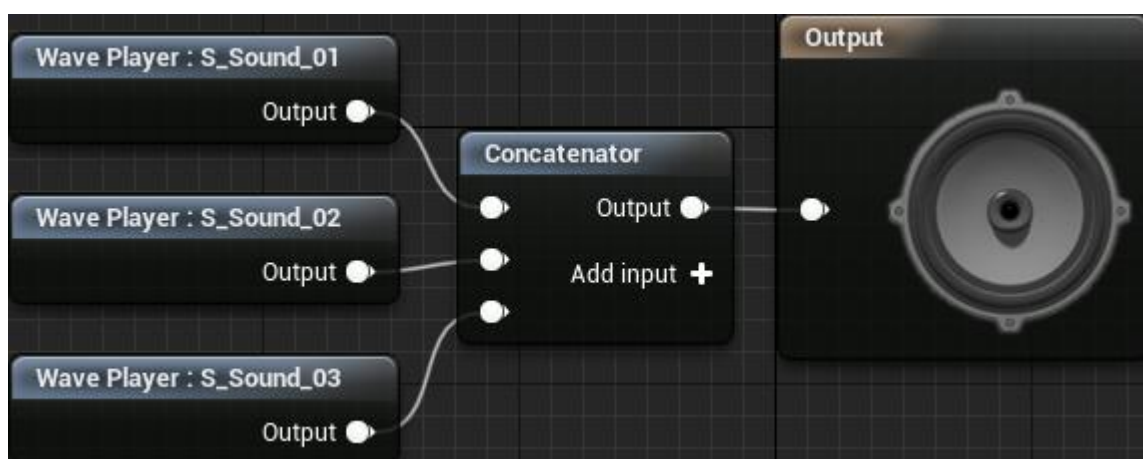 Wave Player : S_Sound_01
Output
Wave Player : S_Sound_02
Output
Wave Player : S_Sound_03
Output
Concatenator
Output
Add input +
Output